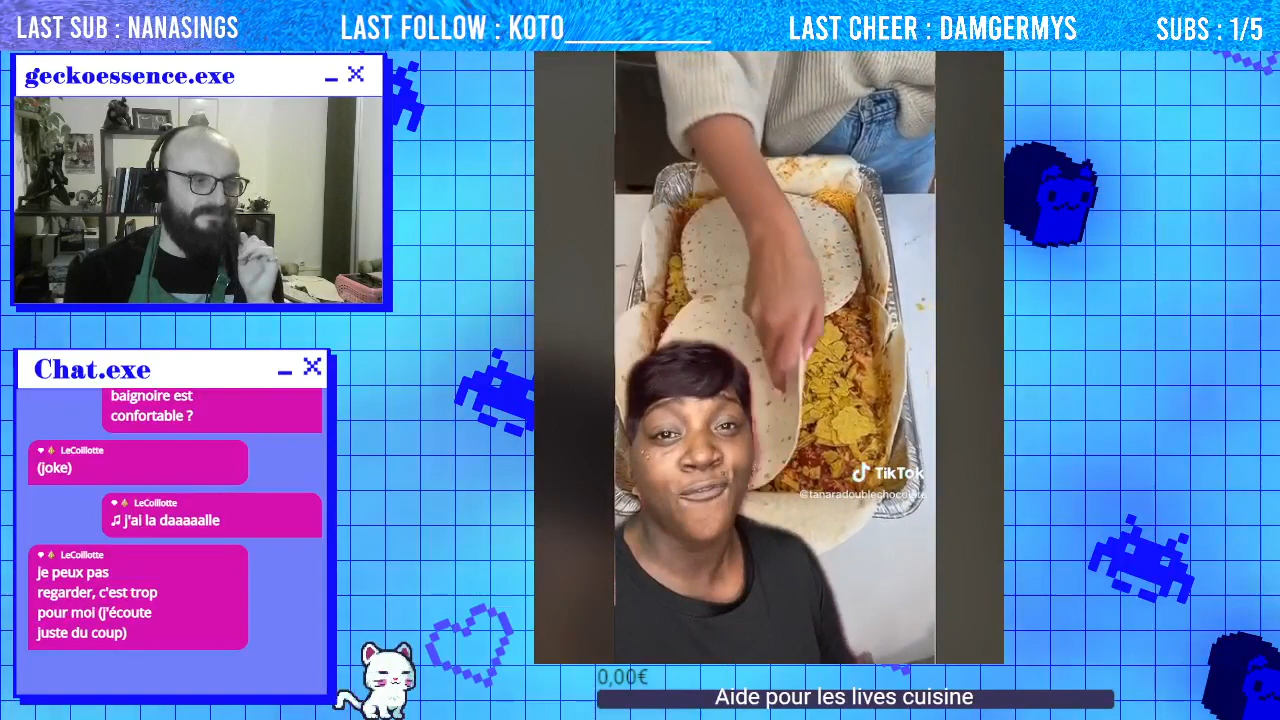 LAST SUB : NANASINGS
LAST FOLLOW : KOTO__________
LAST CHEER : DAMGERMYS
SUBS : 1/5
geckoessence.exe
Chat.exe
baignoire est
confortable ?
LeCoillotte
(joke)
LeCoillotte
♫ j'ai la daaaaalle
LeCoillotte
je peux pas
regarder, c'est trop
pour moi (j'écoute
juste du coup)
TikTok
@tanaradoublechocolate
0,00€
Aide pour les lives cuisine